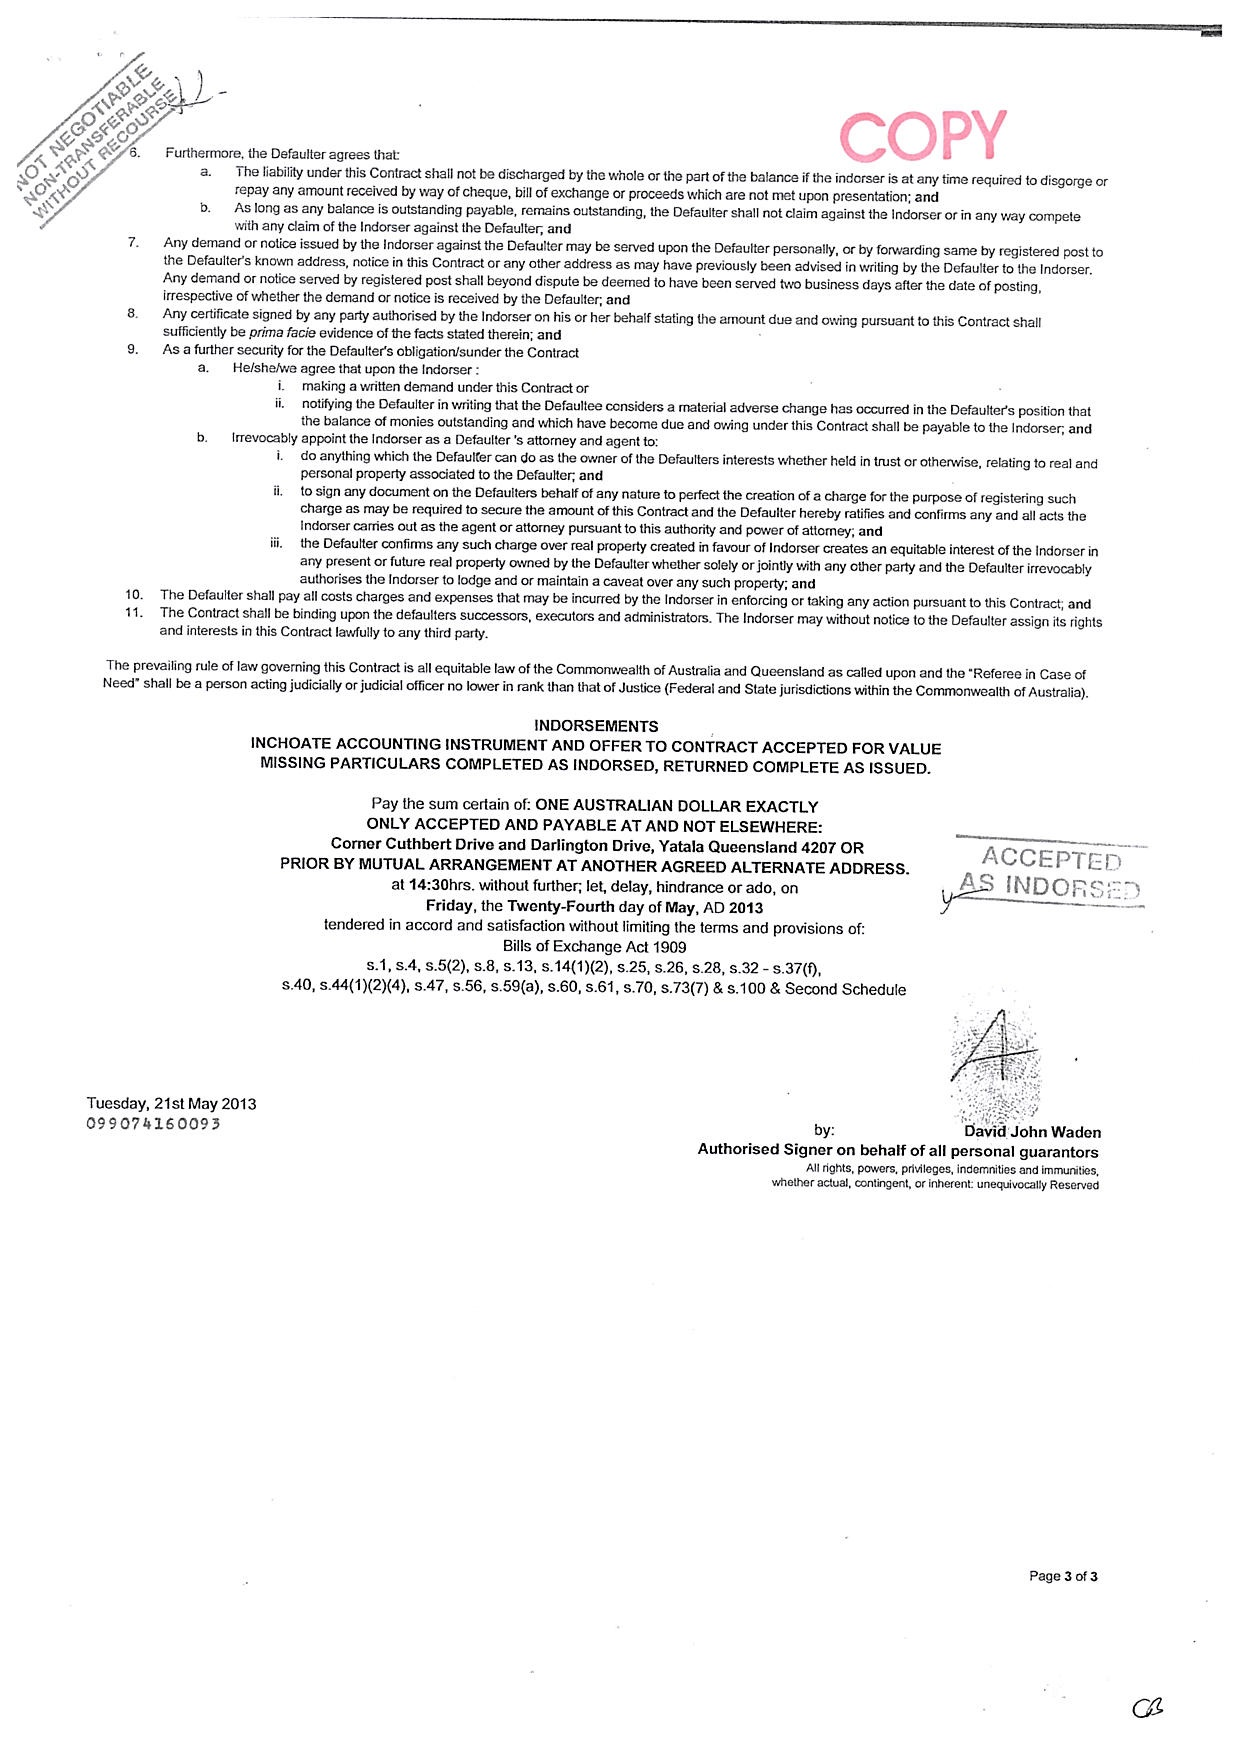 NOT NEGOTIABLE
NON-TRANSFERABLE
WITHOUT RECOURSE
COPY
6. Furthermore, the Defaulter agrees that:
a. The liability under this Contract shall not be discharged by the whole or the part of the balance if the indorser is at any time required to disgorge or
repay any amount received by way of cheque, bill of exchange or proceeds which are not met upon presentation; and
b. As long as any balance is outstanding payable, remains outstanding, the Defaulter shall not claim against the Indorser or in any way compete
with any claim of the Indorser against the Defaulter; and
7. Any demand or notice issued by the Indorser against the Defaulter may be served upon the Defaulter personally, or by forwarding same by registered post to
the Defaulter's known address, notice in this Contract or any other address as may have previously been advised in writing by the Defaulter to the Indorser.
Any demand or notice served by registered post shall beyond dispute be deemed to have been served two business days after the date of posting,
irrespective of whether the demand or notice is received by the Defaulter; and
8. Any certificate signed by any party authorised by the Indorser on his or her behalf stating the amount due and owing pursuant to this Contract shall
sufficiently be prima facie evidence of the facts stated therein; and
9. As a further security for the Defaulter's obligation/sunder the Contract
a. He/she/we agree that upon the Indorser :
i. making a written demand under this Contract or
ii. notifying the Defaulter in writing that the Defaultee considers a material adverse change has occurred in the Defaulter's position that
the balance of monies outstanding and which have become due and owing under this Contract shall be payable to the Indorser; and
b. Irrevocably appoint the Indorser as a Defaulter 's attorney and agent to:
i. do anything which the Defaulter can do as the owner of the Defaulters interests whether held in trust or otherwise, relating to real and
personal property associated to the Defaulter; and
ii. to sign any document on the Defaulters behalf of any nature to perfect the creation of a charge for the purpose of registering such
charge as may be required to secure the amount of this Contract and the Defaulter hereby ratifies and confirms any and all acts the
Indorser carries out as the agent or attorney pursuant to this authority and power of attorney; and
iii. the Defaulter confirms any such charge over real property created in favour of Indorser creates an equitable interest of the Indorser in
any present or future real property owned by the Defaulter whether solely or jointly with any other party and the Defaulter irrevocably
authorises the Indorser to lodge and or maintain a caveat over any such property; and
10. The Defaulter shall pay all costs charges and expenses that may be incurred by the Indorser in enforcing or taking any action pursuant to this Contract; and
11. The Contract shall be binding upon the defaulters successors, executors and administrators. The Indorser may without notice to the Defaulter assign its rights
and interests in this Contract lawfully to any third party.
The prevailing rule of law governing this Contract is all equitable law of the Commonwealth of Australia and Queensland as called upon and the "Referee in Case of
Need" shall be a person acting judicially or judicial officer no lower in rank than that of Justice (Federal and State jurisdictions within the Commonwealth of Australia).
INDORSEMENTS
INCHOATE ACCOUNTING INSTRUMENT AND OFFER TO CONTRACT ACCEPTED FOR VALUE
MISSING PARTICULARS COMPLETED AS INDORSED, RETURNED COMPLETE AS ISSUED.
Pay the sum certain of: ONE AUSTRALIAN DOLLAR EXACTLY
ONLY ACCEPTED AND PAYABLE AT AND NOT ELSEWHERE:
Corner Cuthbert Drive and Darlington Drive, Yatala Queensland 4207 OR
PRIOR BY MUTUAL ARRANGEMENT AT ANOTHER AGREED ALTERNATE ADDRESS.
at 14:30hrs. without further; let, delay, hindrance or ado, on
Friday, the Twenty-Fourth day of May, AD 2013
tendered in accord and satisfaction without limiting the terms and provisions of:
Bills of Exchange Act 1909
s.1, s.4, s.5(2), s.8, s.13, s.14(1)(2), s.25, s.26, s.28, s.32 - s.37(f),
s.40, s.44(1)(2)(4), s.47, s.56, s.59(a), s.60, s.61, s.70, s.73(7) & s.100 & Second Schedule
ACCEPTED
AS INDORSED
Tuesday, 21st May 2013
099074160093
by: David John Waden
Authorised Signer on behalf of all personal guarantors
All rights, powers, privileges, indemnities and immunities,
whether actual, contingent, or inherent: unequivocally Reserved
Page 3 of 3
CB